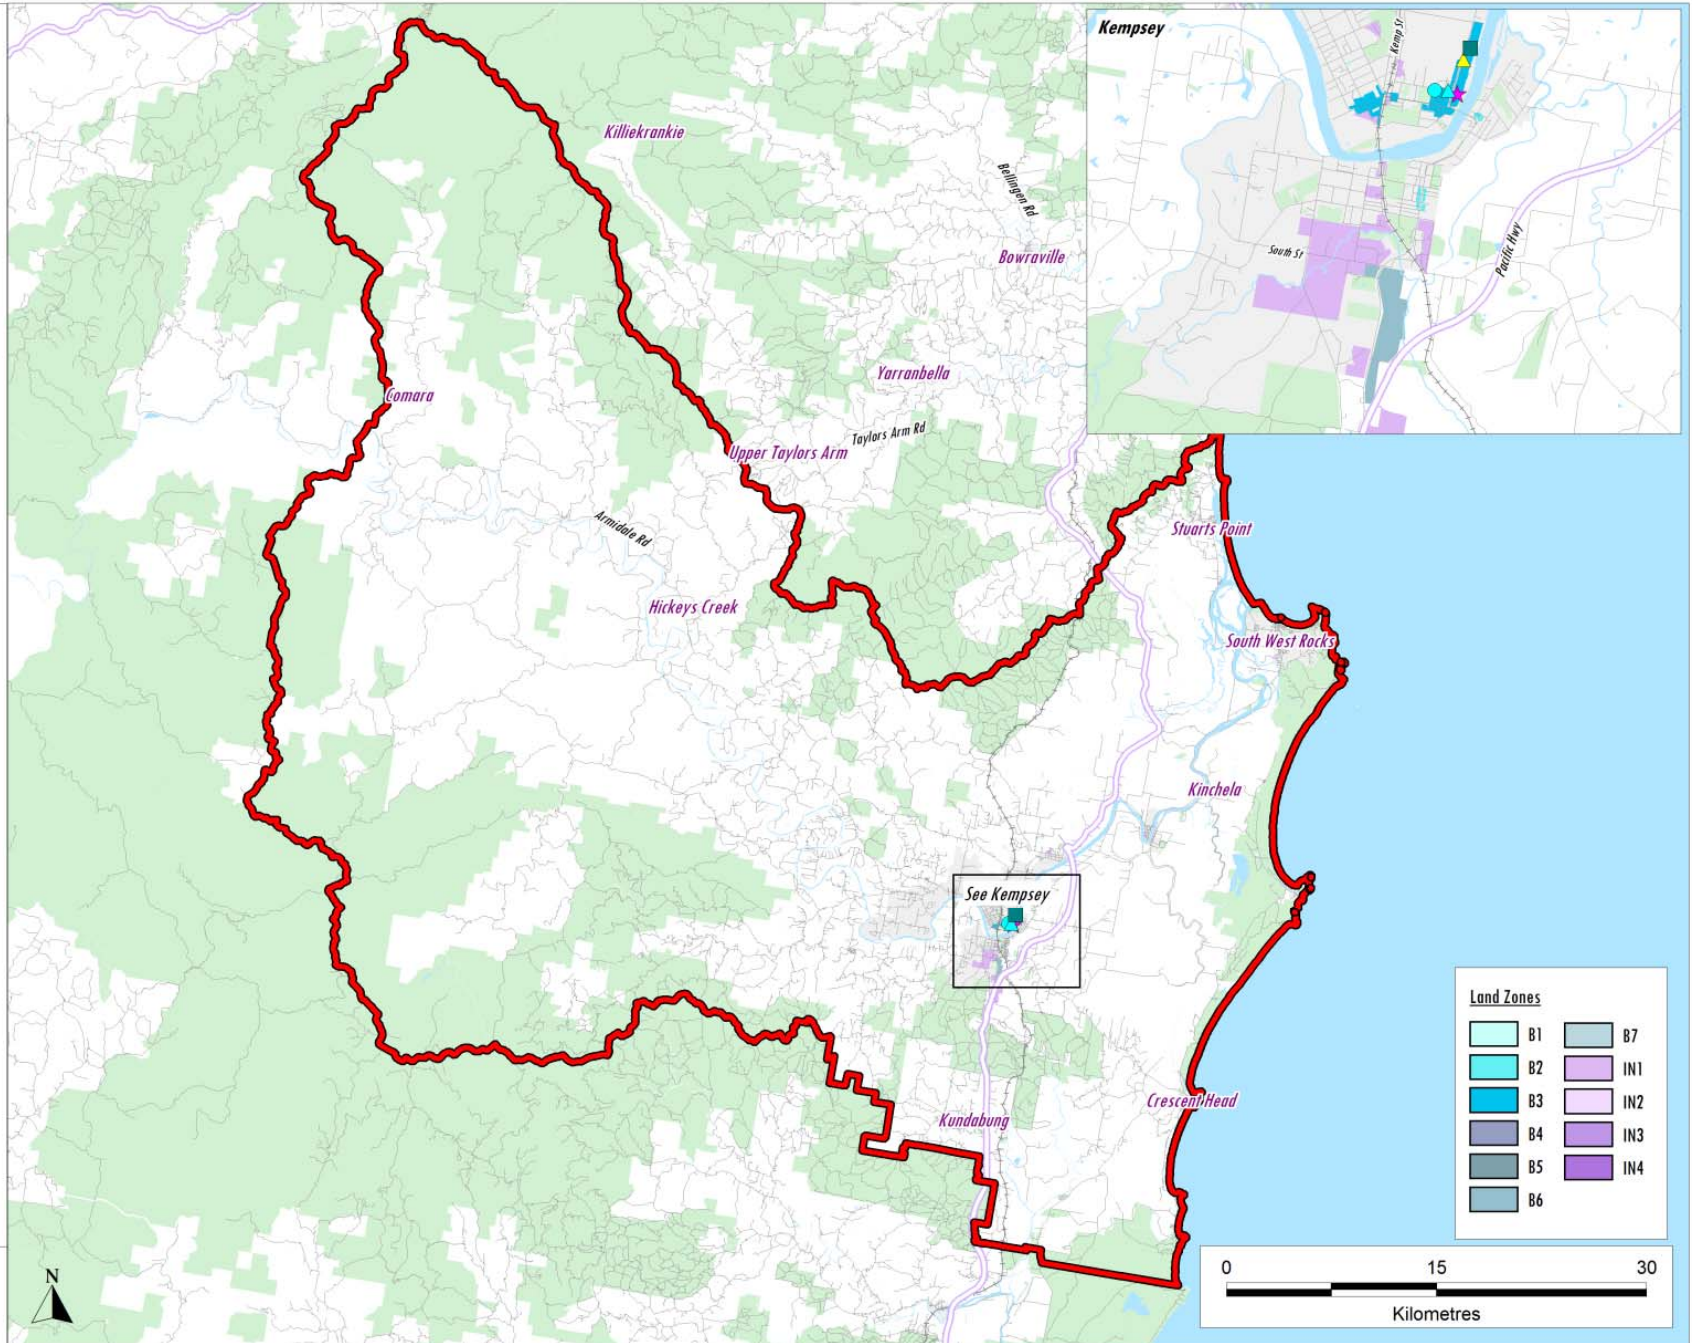 Kempsey
Kemp St
South St
Pacific Hwy
Killiekrankie
Bellingen Rd
Bowraville
Yarranbella
Comara
Taylors Arm Rd
Upper Taylors Arm
Armidale Rd
Stuarts Point
Hickeys Creek
South West Rocks
Kinchela
See Kempsey
Crescent Head
Kundabung
Land Zones
B1
B2
B3
B4
B5
B6
B7
IN1
IN2
IN3
IN4
0 15 30
Kilometres
N